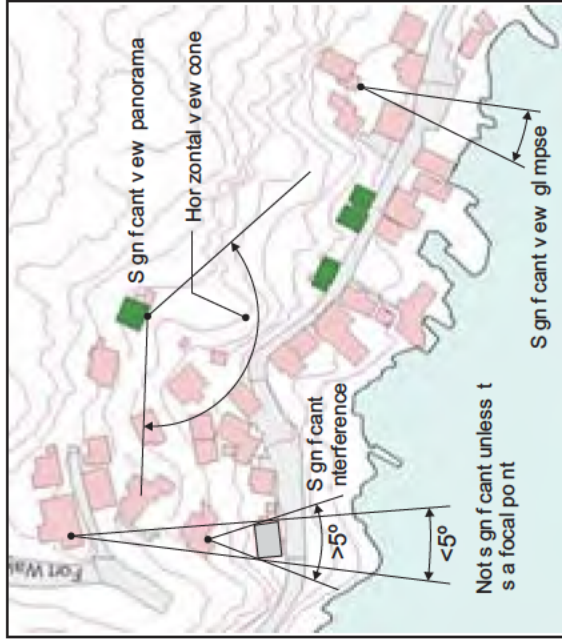 S gn f cant v ew panorama
Hor zontal v ew cone
S gn f cant v ew gl mpse
S gn f cant
nterference
>5º
<5º
Not s gn f cant unless t
s a focal po nt
Fort